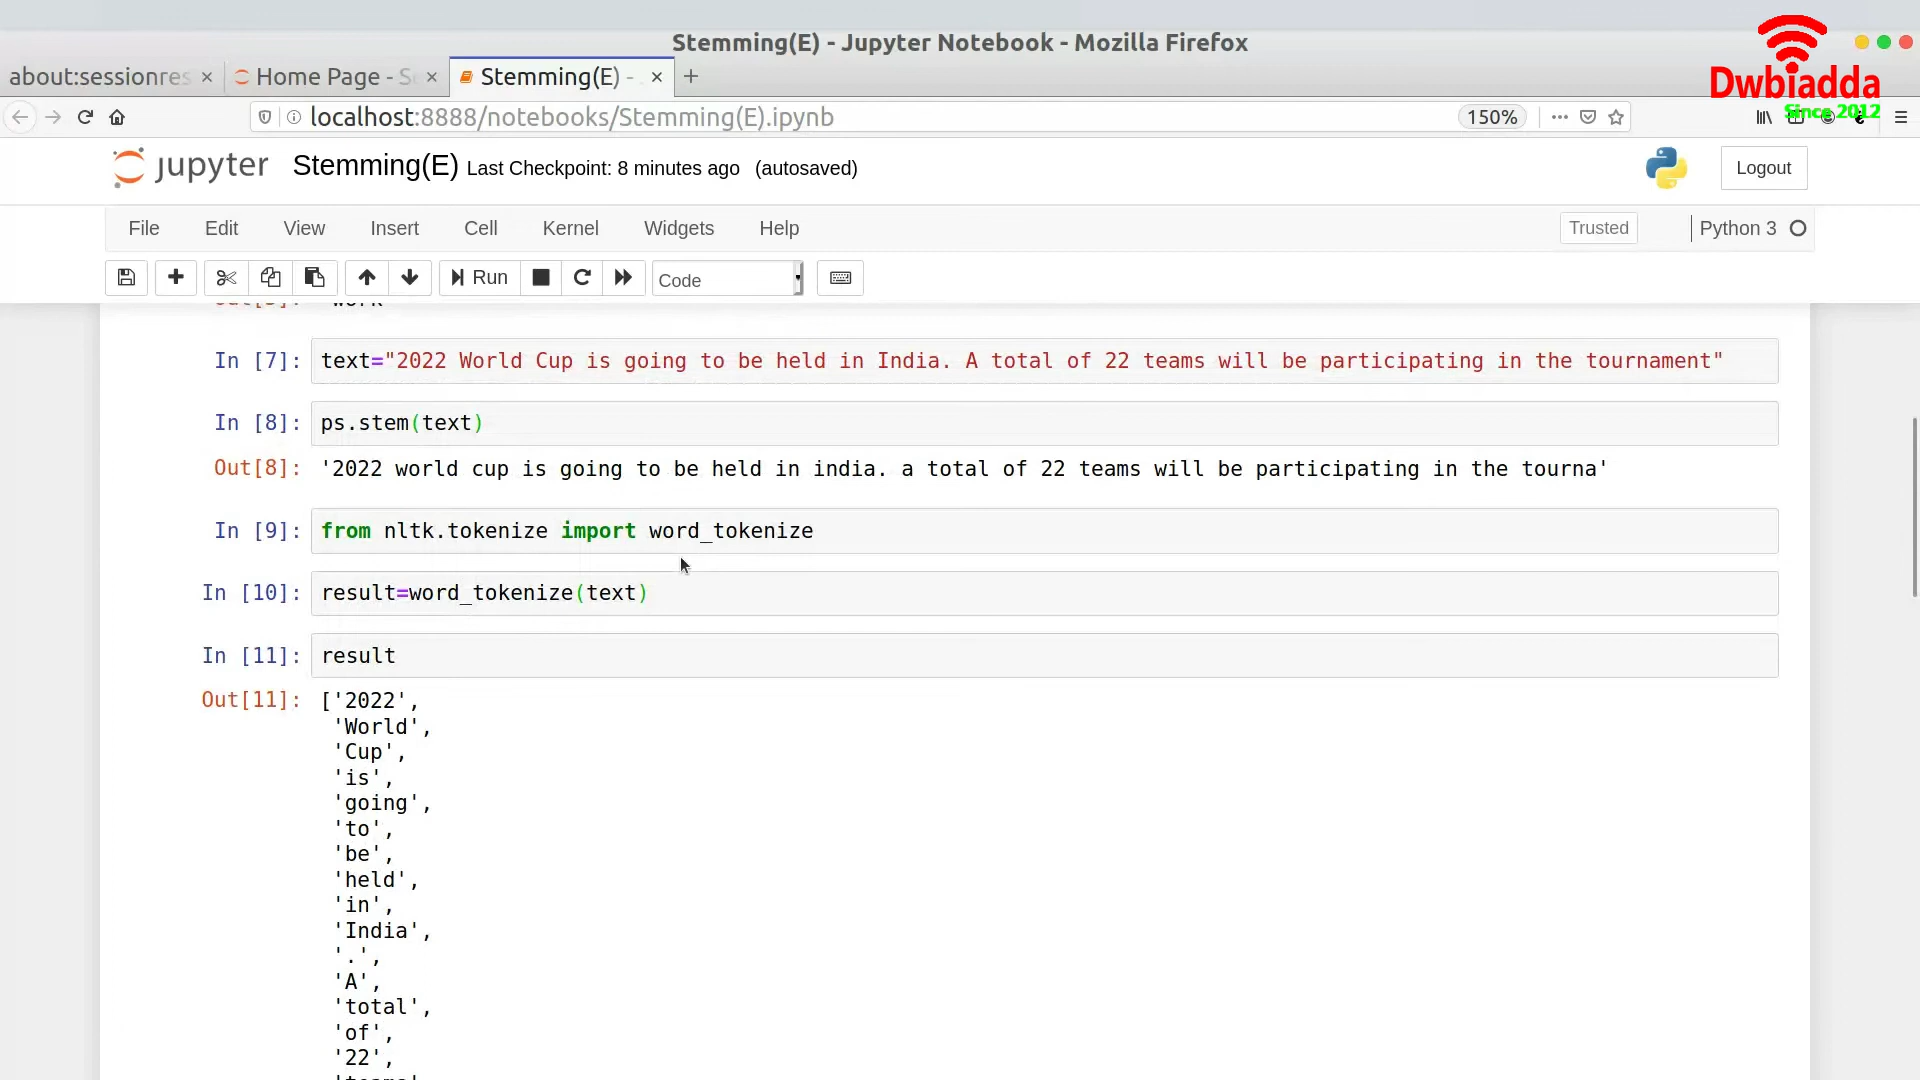 Stemming(E) - Jupyter Notebook - Mozilla Firefox
about:sessionres
Home Page - S
Stemming(E) -
Dwbiadda
Since 2012
localhost:8888/notebooks/Stemming(E).ipynb
150%
jupyter
Stemming(E) Last Checkpoint: 8 minutes ago (autosaved)
Logout
File Edit View Insert Cell Kernel Widgets Help
Trusted
Python 3
Run
Code
In [7]: text="2022 World Cup is going to be held in India. A total of 22 teams will be participating in the tournament"
In [8]: ps.stem(text)
Out[8]: '2022 world cup is going to be held in india. a total of 22 teams will be participating in the tourna'
In [9]: from nltk.tokenize import word_tokenize
In [10]: result=word_tokenize(text)
In [11]: result
Out[11]: ['2022',
'World',
'Cup',
'is',
'going',
'to',
'be',
'held',
'in',
'India',
'.',
'A',
'total',
'of',
'22',